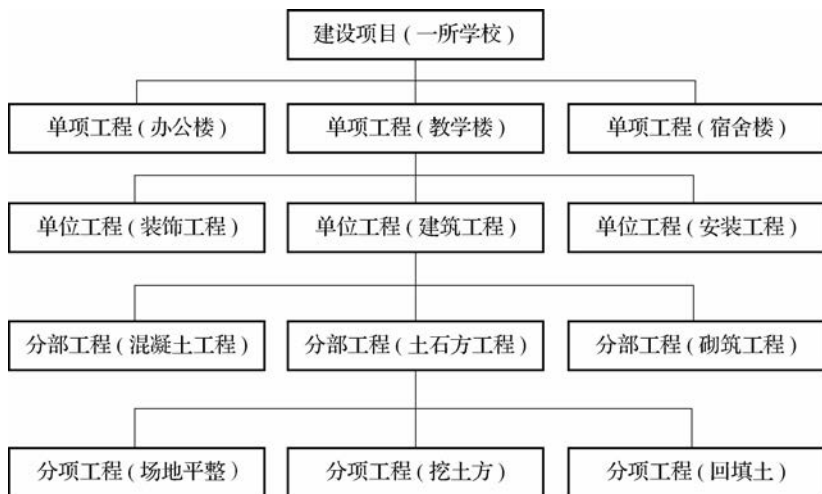 建设项目(一所学校)
单项工程(办公楼)
单项工程(教学楼)
单项工程(宿舍楼)
单位工程(装饰工程)
单位工程(建筑工程)
单位工程(安装工程)
分部工程(混凝土工程)
分部工程(土石方工程)
分部工程(砌筑工程)
分项工程(场地平整)
分项工程(挖土方)
分项工程(回填土)